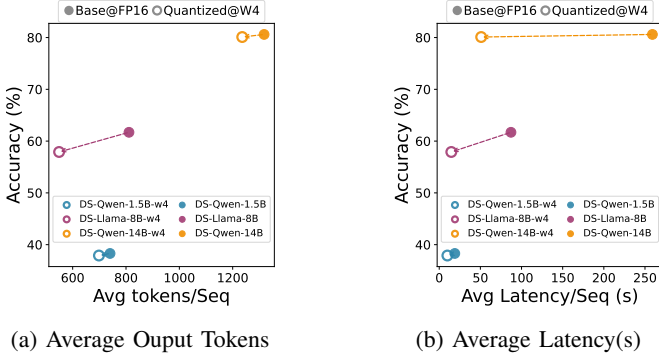 Base@FP16 Quantized@W4
Accuracy (%)
80
70
60
50
40
DS-Qwen-1.5B-w4 DS-Qwen-1.5B
DS-Llama-8B-w4 DS-Llama-8B
DS-Qwen-14B-w4 DS-Qwen-14B
600 800 1000 1200
Avg tokens/Seq
(a) Average Ouput Tokens
Base@FP16 Quantized@W4
Accuracy (%)
80
70
60
50
40
DS-Qwen-1.5B-w4 DS-Qwen-1.5B
DS-Llama-8B-w4 DS-Llama-8B
DS-Qwen-14B-w4 DS-Qwen-14B
0 50 100 150 200 250
Avg Latency/Seq (s)
(b) Average Latency(s)